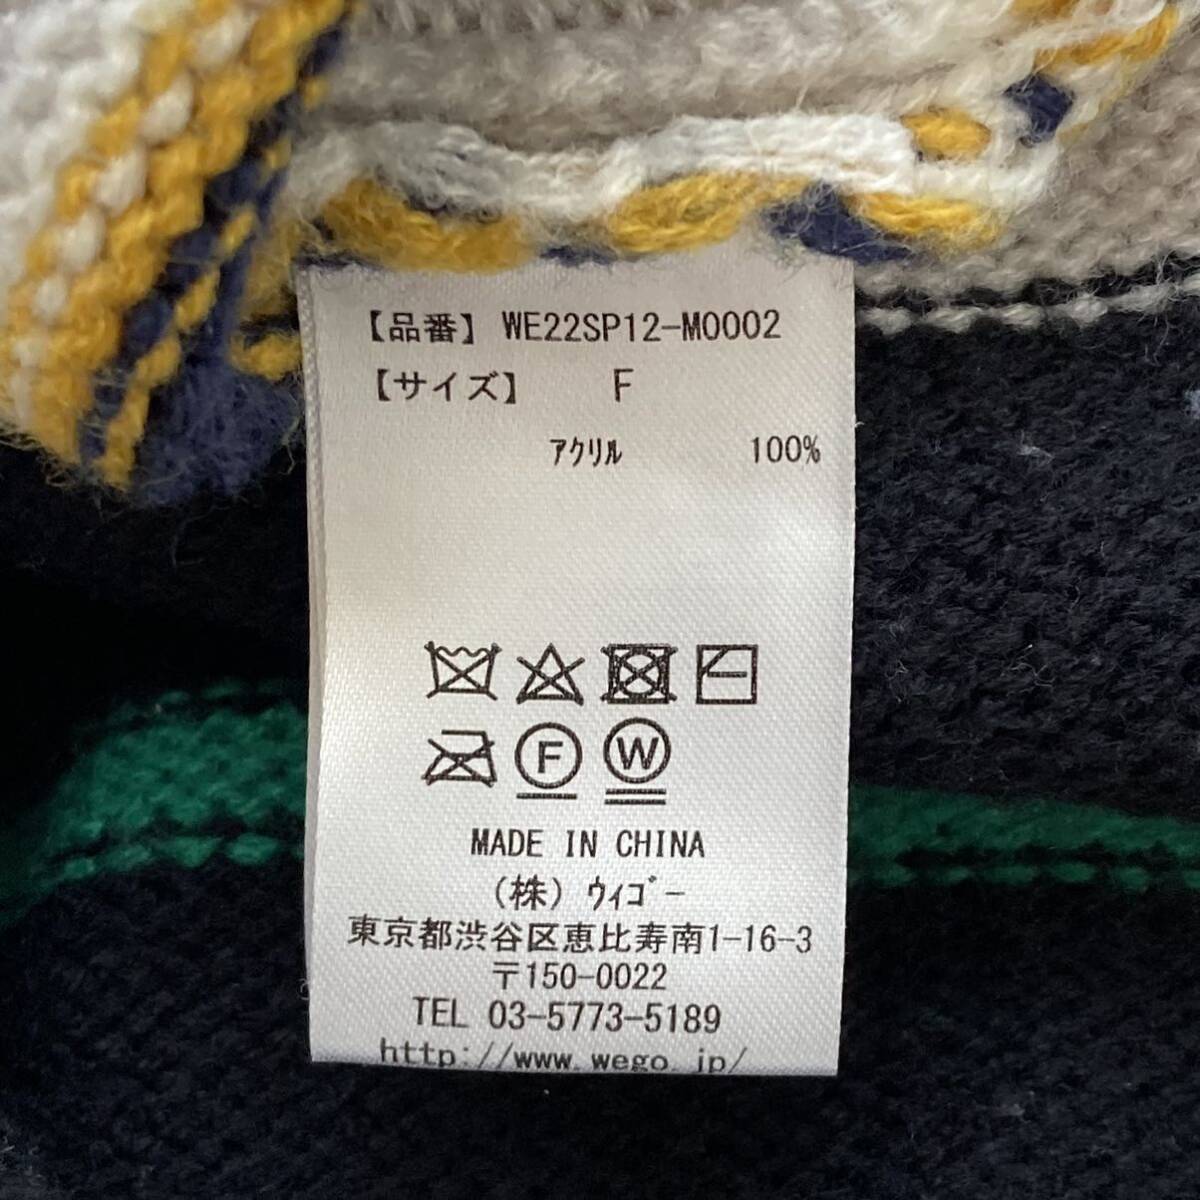 【品番】 WE22SP12-M0002
【サイズ】 F
ｱｸﾘﾙ 100%
F W
MADE IN CHINA
(株) ｳｨｺﾞｰ
東京都渋谷区恵比寿南1-16-3
〒150-0022
TEL 03-5773-5189
http://www.wego.jp/